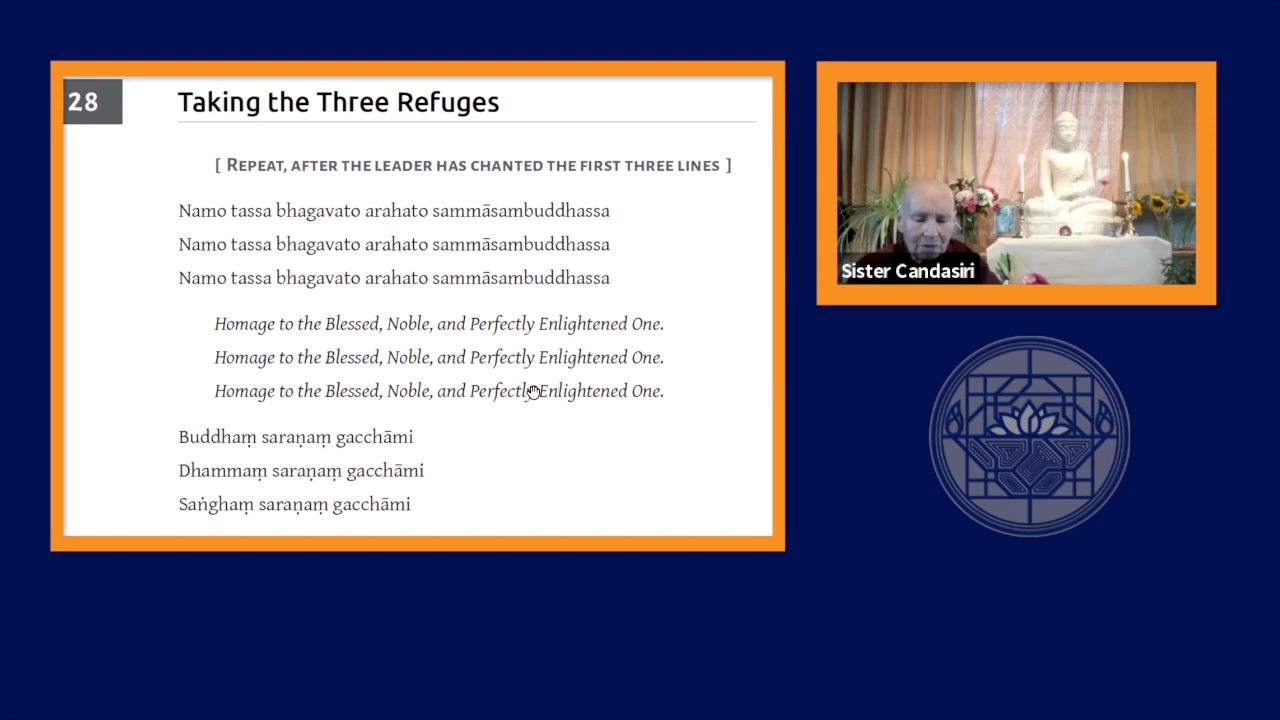 28
Taking the Three Refuges
[ REPEAT, AFTER THE LEADER HAS CHANTED THE FIRST THREE LINES ]
Namo tassa bhagavato arahato sammāsambuddhassa
Namo tassa bhagavato arahato sammāsambuddhassa
Namo tassa bhagavato arahato sammāsambuddhassa
Homage to the Blessed, Noble, and Perfectly Enlightened One.
Homage to the Blessed, Noble, and Perfectly Enlightened One.
Homage to the Blessed, Noble, and Perfectly Enlightened One.
Buddhaṃ saraṇaṃ gacchāmi
Dhammaṃ saraṇaṃ gacchāmi
Saṅghaṃ saraṇaṃ gacchāmi
Sister Candasiri